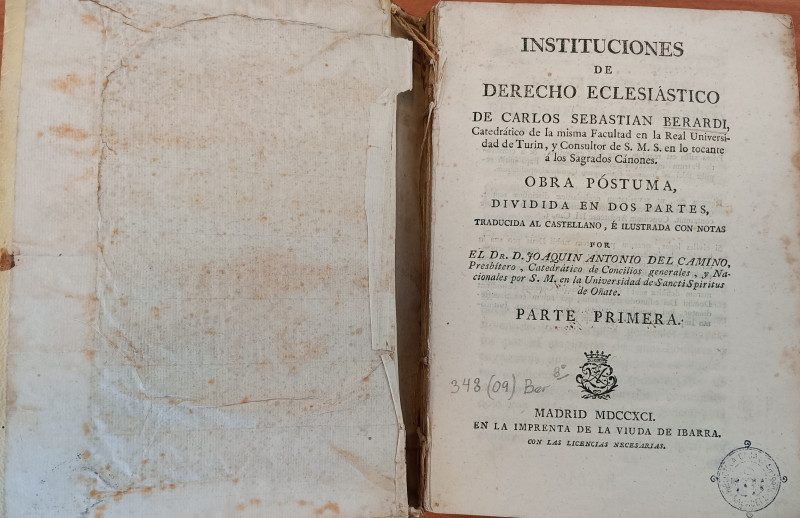 INSTITUCIONES
DE
DERECHO ECLESIÁSTICO
DE CARLOS SEBASTIAN BERARDI,
Catedrático de la misma Facultad en la Real Universi-
dad de Turin, y Consultor de S. M. S. en lo tocante
á los Sagrados Cánones.
OBRA PÓSTUMA,
DIVIDIDA EN DOS PARTES,
TRADUCIDA AL CASTELLANO, É ILUSTRADA CON NOTAS
POR
EL DR. D. JOAQUIN ANTONIO DEL CAMINO,
Presbítero, Catedrático de Concilios generales, y Na-
cionales por S. M. en la Universidad de Sancti Spiritus
de Oñate.
PARTE PRIMERA.
8º
348 (09) Ber
MADRID MDCCXCI.
EN LA IMPRENTA DE LA VIUDA DE IBARRA.
CON LAS LICENCIAS NECESARIAS.